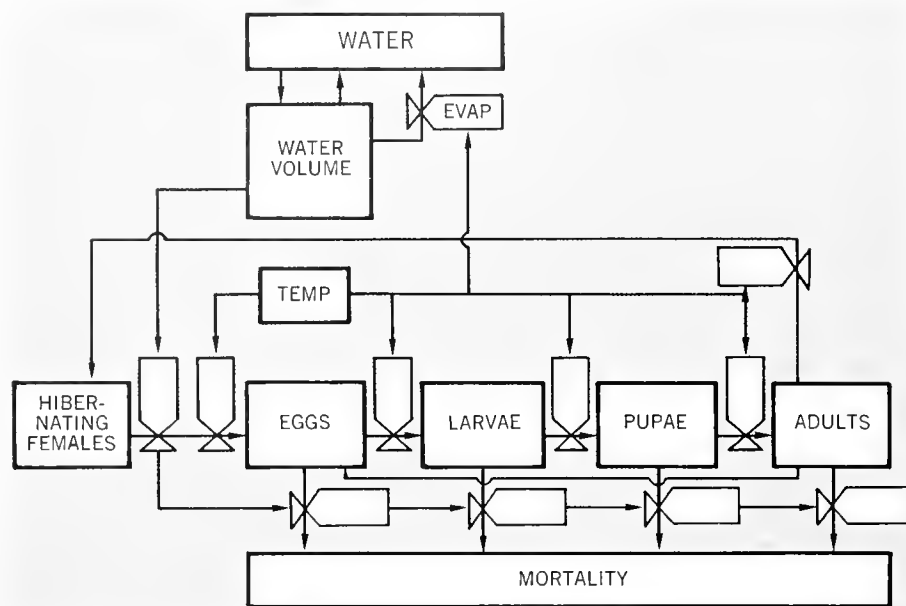 WATER
EVAP
WATER
VOLUME
TEMP
HIBER-
NATING
FEMALES
EGGS
LARVAE
PUPAE
ADULTS
MORTALITY